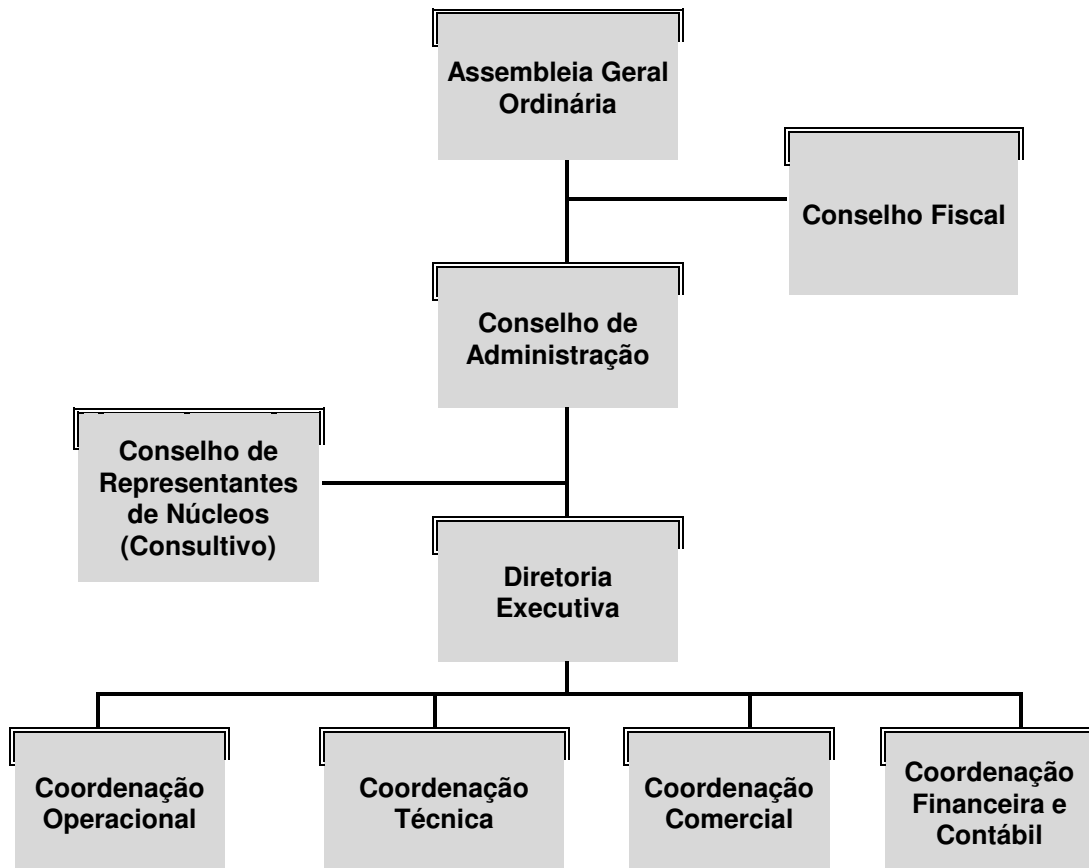 Assembleia Geral
Ordinária
Conselho Fiscal
Conselho de
Administração
Conselho de
Representantes
de Núcleos
(Consultivo)
Diretoria
Executiva
Coordenação
Operacional
Coordenação
Técnica
Coordenação
Comercial
Coordenação
Financeira e
Contábil